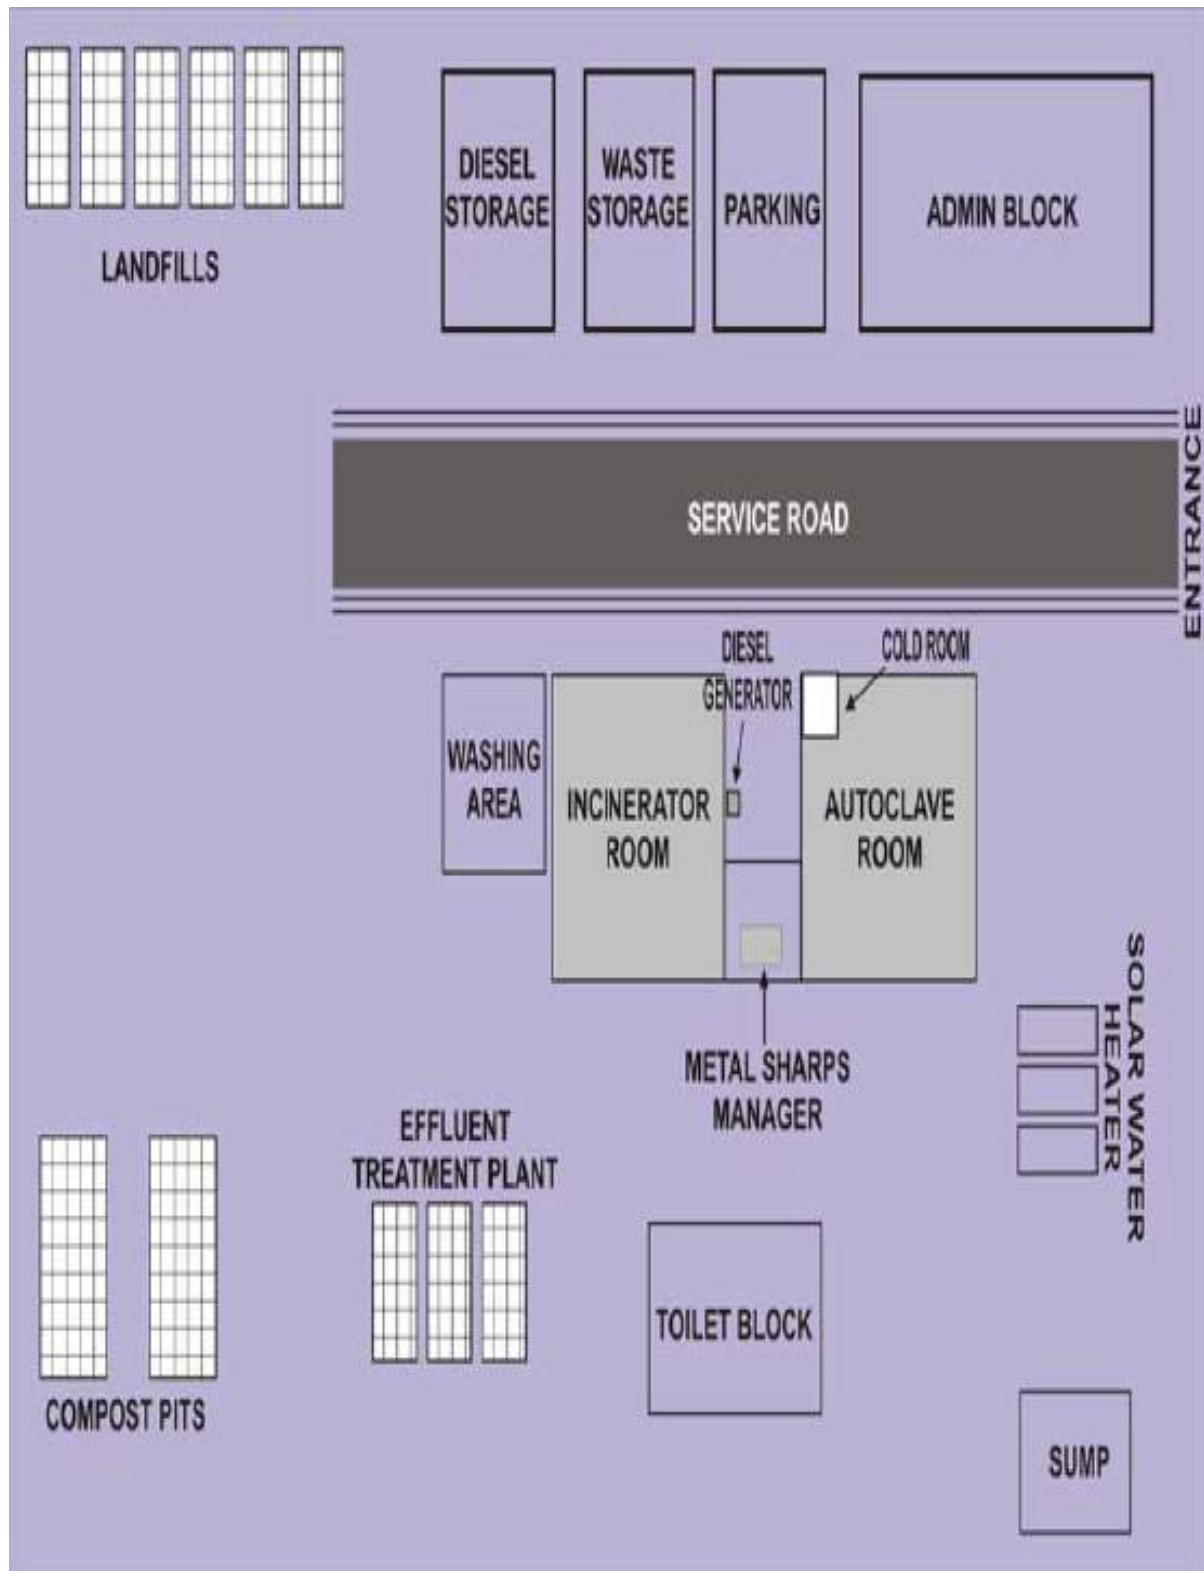 DIESEL
STORAGE
WASTE
STORAGE
PARKING
ADMIN BLOCK
LANDFILLS
ENTRANCE
SERVICE ROAD
DIESEL
GENERATOR
COLD ROOM
WASHING
AREA
INCINERATOR
ROOM
AUTOCLAVE
ROOM
METAL SHARPS
MANAGER
SOLAR WATER
HEATER
EFFLUENT
TREATMENT PLANT
TOILET BLOCK
COMPOST PITS
SUMP